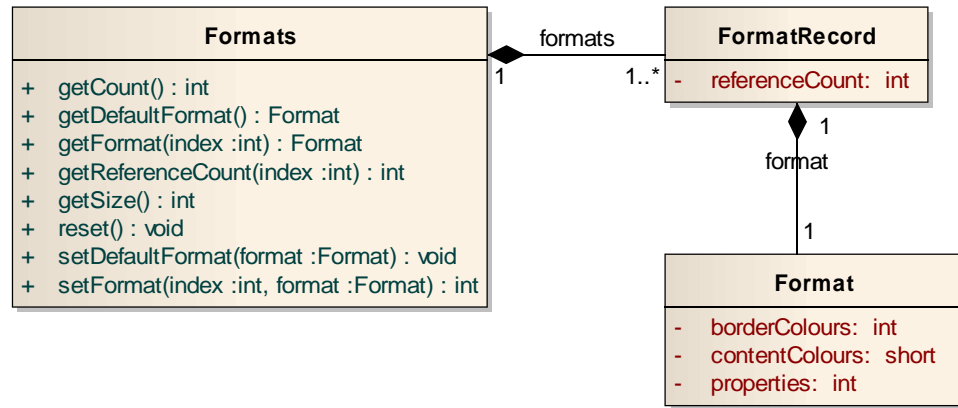 Formats
+ getCount() : int
+ getDefaultFormat() : Format
+ getFormat(index :int) : Format
+ getReferenceCount(index :int) : int
+ getSize() : int
+ reset() : void
+ setDefaultFormat(format :Format) : void
+ setFormat(index :int, format :Format) : int
formats
1
1..*
FormatRecord
- referenceCount: int
1
format
1
Format
- borderColours: int
- contentColours: short
- properties: int